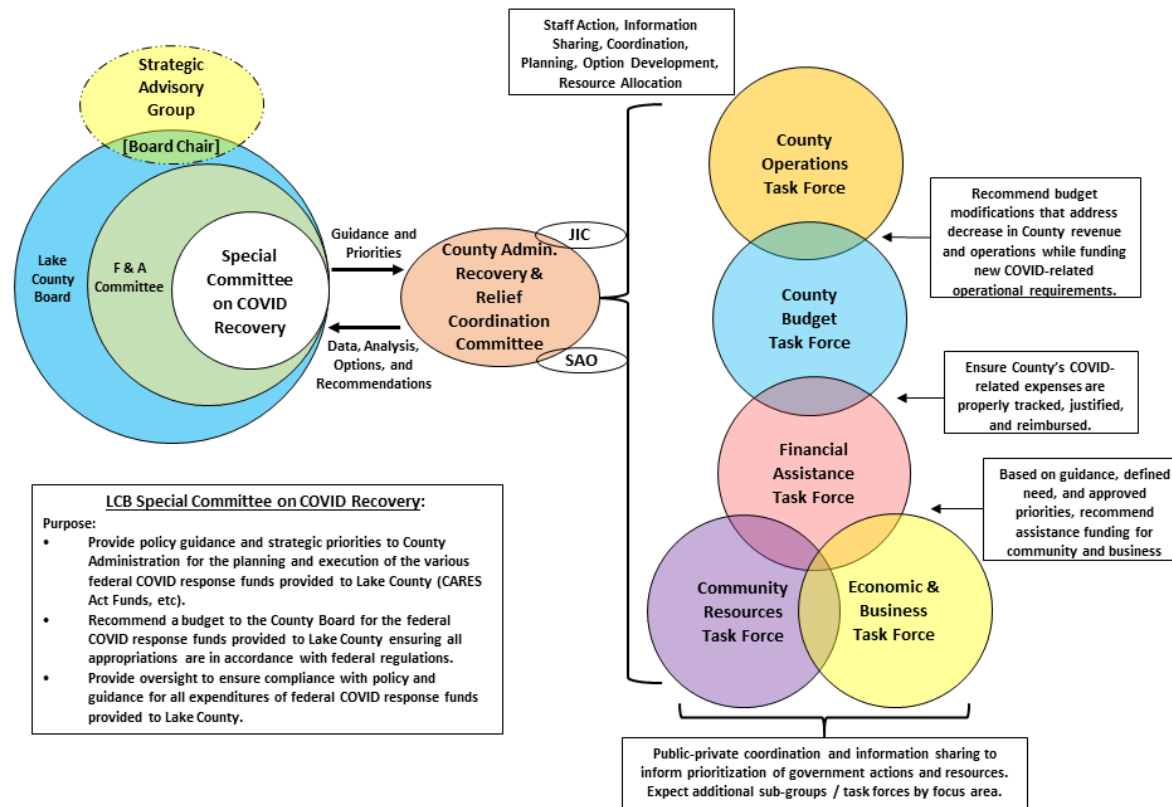 Strategic
Advisory
Group
[Board Chair]
Lake
County
Board
F & A
Committee
Special
Committee
on COVID
Recovery
Guidance and
Priorities
Data, Analysis,
Options, and
Recommendations
County Admin.
Recovery &
Relief
Coordination
Committee
JIC
SAO
Staff Action, Information
Sharing, Coordination,
Planning, Option Development,
Resource Allocation
County
Operations
Task Force
County
Budget
Task Force
Financial
Assistance
Task Force
Community
Resources
Task Force
Economic &
Business
Task Force
Recommend budget
modifications that address
decrease in County revenue
and operations while funding
new COVID-related
operational requirements.
Ensure County’s COVID-
related expenses are
properly tracked, justified,
and reimbursed.
Based on guidance, defined
need, and approved
priorities, recommend
assistance funding for
community and business
LCB Special Committee on COVID Recovery:
Purpose:
• Provide policy guidance and strategic priorities to County
Administration for the planning and execution of the various
federal COVID response funds provided to Lake County (CARES
Act Funds, etc).
• Recommend a budget to the County Board for the federal
COVID response funds provided to Lake County ensuring all
appropriations are in accordance with federal regulations.
• Provide oversight to ensure compliance with policy and
guidance for all expenditures of federal COVID response funds
provided to Lake County.
Public-private coordination and information sharing to
inform prioritization of government actions and resources.
Expect additional sub-groups / task forces by focus area.